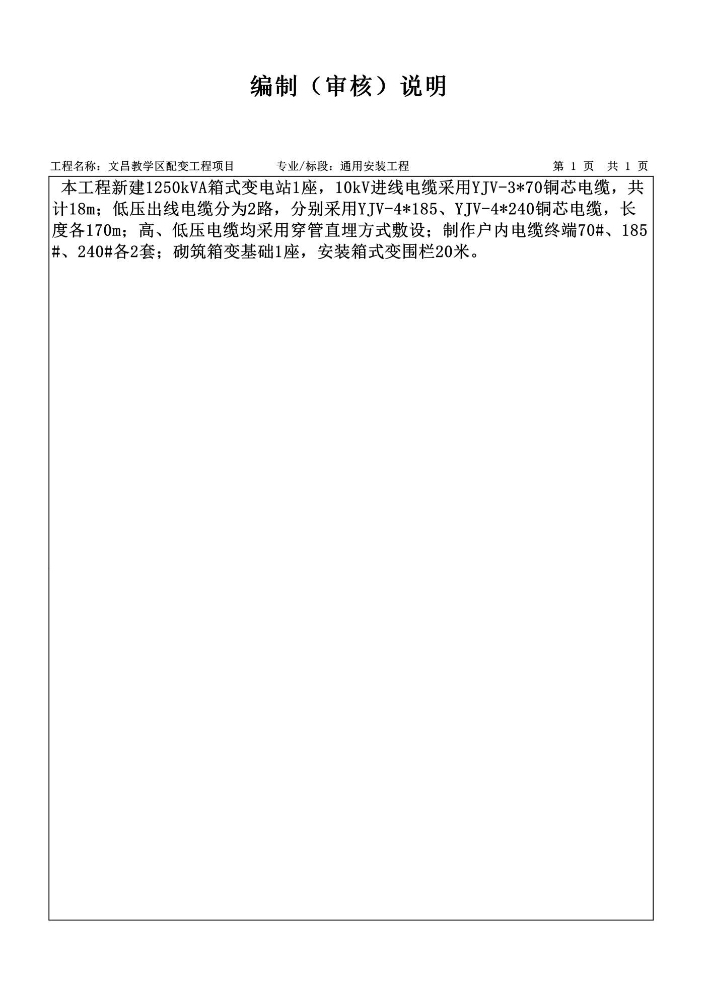 编制（审核）说明
工程名称：文昌教学区配变工程项目 专业/标段：通用安装工程 第 1 页 共 1 页
本工程新建1250kVA箱式变电站1座，10kV进线电缆采用YJV-3*70铜芯电缆，共
计18m；低压出线电缆分为2路，分别采用YJV-4*185、YJV-4*240铜芯电缆，长
度各170m；高、低压电缆均采用穿管直埋方式敷设；制作户内电缆终端70#、185
#、240#各2套；砌筑箱变基础1座，安装箱式变围栏20米。